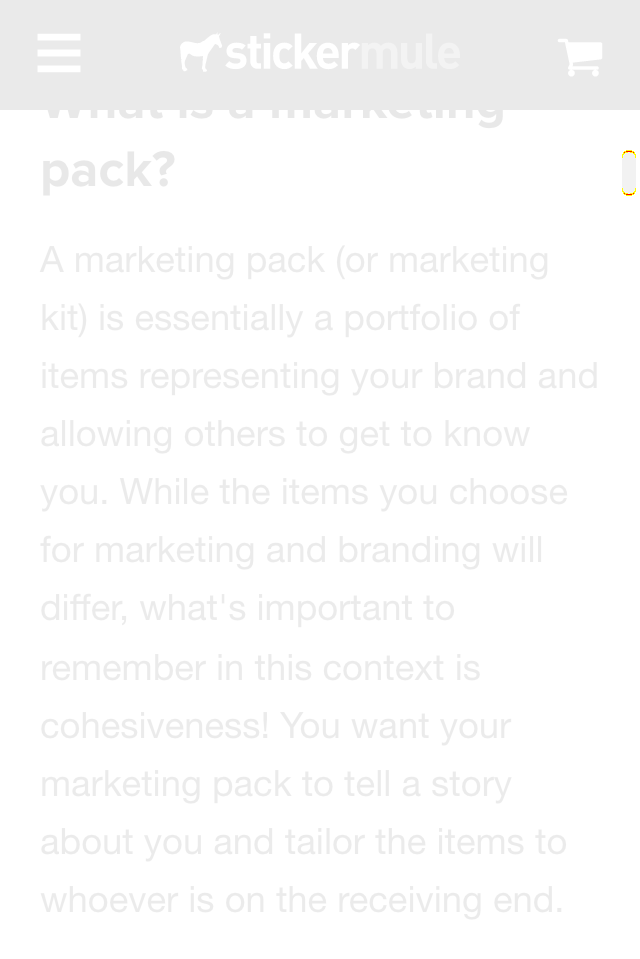 stickermule
What is a marketing
pack?
A marketing pack (or marketing
kit) is essentially a portfolio of
items representing your brand and
allowing others to get to know
you. While the items you choose
for marketing and branding will
differ, what's important to
remember in this context is
cohesiveness! You want your
marketing pack to tell a story
about you and tailor the items to
whoever is on the receiving end.